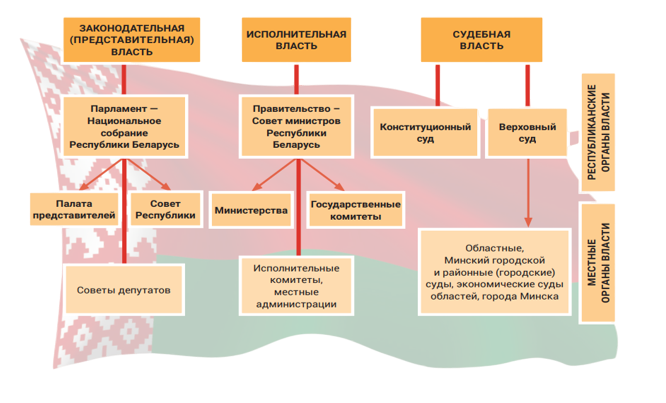 ЗАКОНОДАТЕЛЬНАЯ
(ПРЕДСТАВИТЕЛЬНАЯ)
ВЛАСТЬ
ИСПОЛНИТЕЛЬНАЯ
ВЛАСТЬ
СУДЕБНАЯ
ВЛАСТЬ
Парламент —
Национальное
собрание
Республики Беларусь
Правительство –
Совет министров
Республики
Беларусь
Конституционный
суд
Верховный
суд
РЕСПУБЛИКАНСКИЕ
ОРГАНЫ ВЛАСТИ
Палата
представителей
Совет
Республики
Министерства
Государственные
комитеты
Советы депутатов
Исполнительные
комитеты,
местные
администрации
Областные,
Минский городской
и районные (городские)
суды, экономические суды
областей, города Минска
МЕСТНЫЕ
ОРГАНЫ ВЛАСТИ